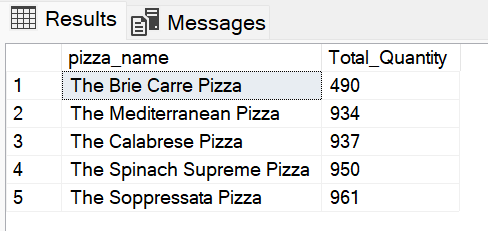 Results Messages
pizza_name Total_Quantity
1 The Brie Carre Pizza 490
2 The Mediterranean Pizza 934
3 The Calabrese Pizza 937
4 The Spinach Supreme Pizza 950
5 The Soppressata Pizza 961